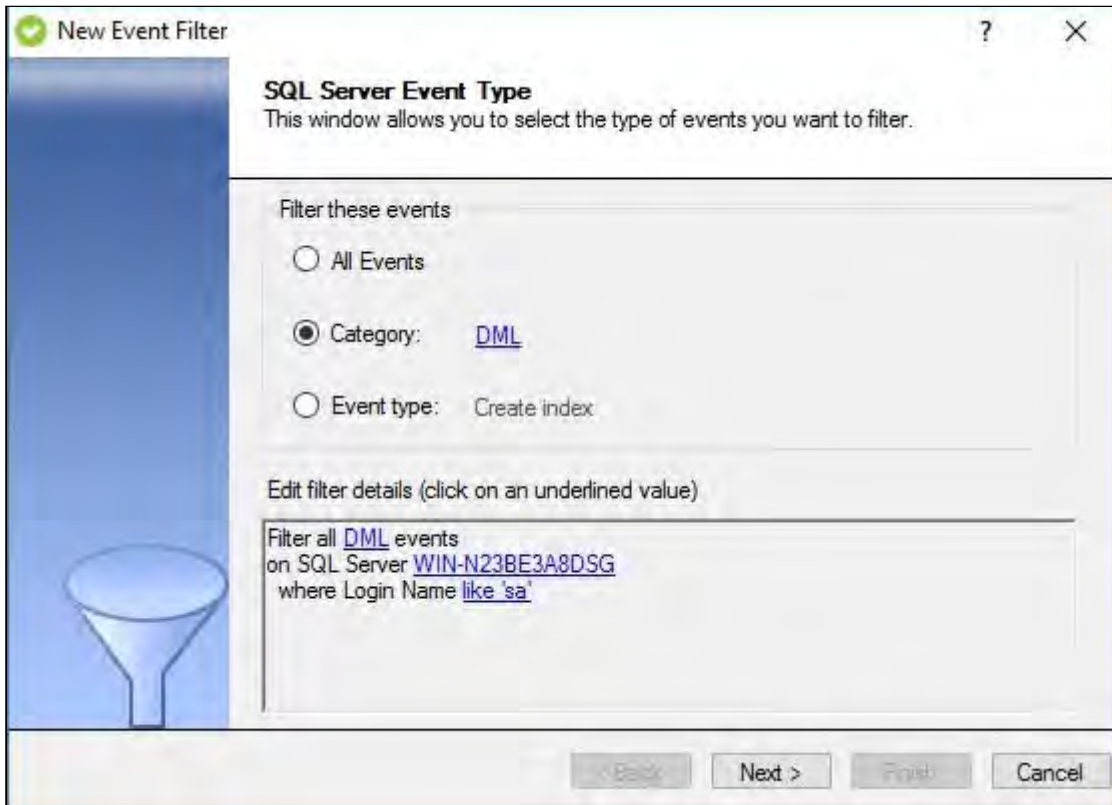 New Event Filter
?
SQL Server Event Type
This window allows you to select the type of events you want to filter.
Filter these events
All Events
Category: DML
Event type: Create index
Edit filter details (click on an underlined value)
Filter all DML events
on SQL Server WIN-N23BE3A8DSG
where Login Name like 'sa'
< Back Next > Finish Cancel